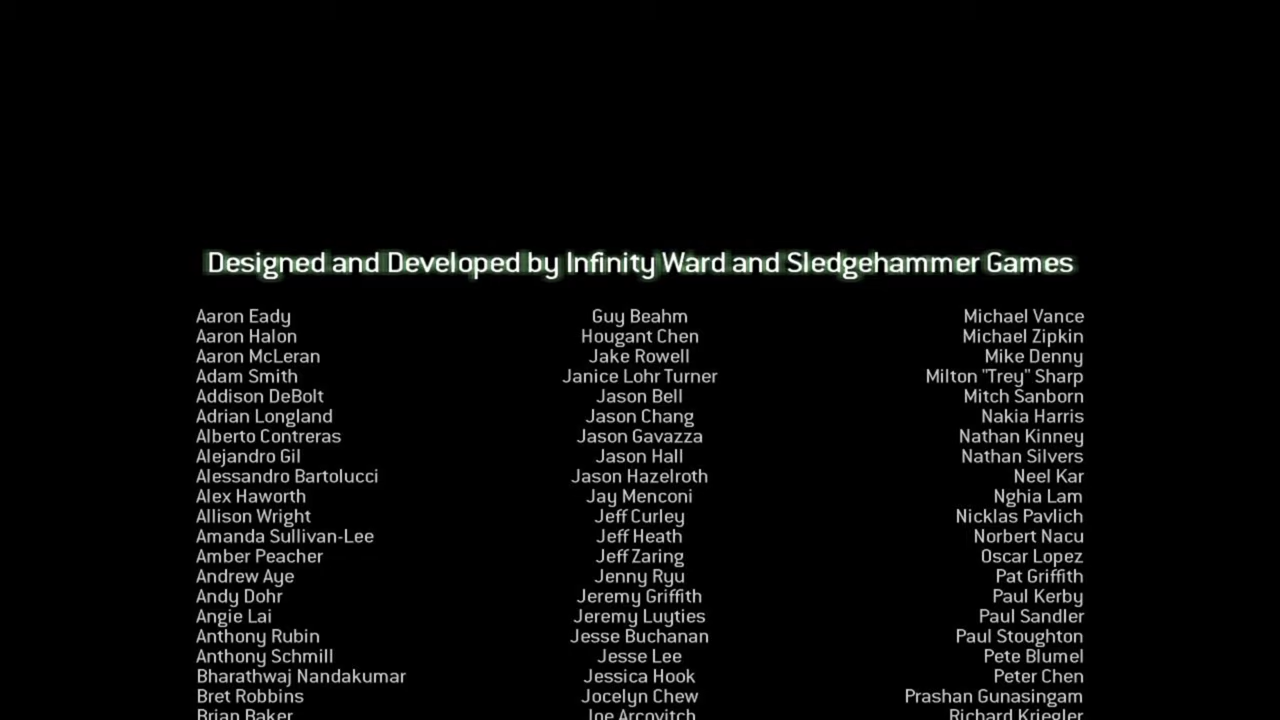 Designed and Developed by Infinity Ward and Sledgehammer Games
Aaron Eady Guy Beahm Michael Vance
Aaron Halon Hougant Chen Michael Zipkin
Aaron McLeran Jake Rowell Mike Denny
Adam Smith Janice Lohr Turner Milton "Trey" Sharp
Addison DeBolt Jason Bell Mitch Sanborn
Adrian Longland Jason Chang Nakia Harris
Alberto Contreras Jason Gavazza Nathan Kinney
Alejandro Gil Jason Hall Nathan Silvers
Alessandro Bartolucci Jason Hazelroth Neel Kar
Alex Haworth Jay Menconi Nghia Lam
Allison Wright Jeff Curley Nicklas Pavlich
Amanda Sullivan-Lee Jeff Heath Norbert Nacu
Amber Peacher Jeff Zaring Oscar Lopez
Andrew Aye Jenny Ryu Pat Griffith
Andy Dohr Jeremy Griffith Paul Kerby
Angie Lai Jeremy Luyties Paul Sandler
Anthony Rubin Jesse Buchanan Paul Stoughton
Anthony Schmill Jesse Lee Pete Blumel
Bharathwaj Nandakumar Jessica Hook Peter Chen
Bret Robbins Jocelyn Chew Prashan Gunasingam
Brian Baker Joe Arcovitch Richard Kriegler